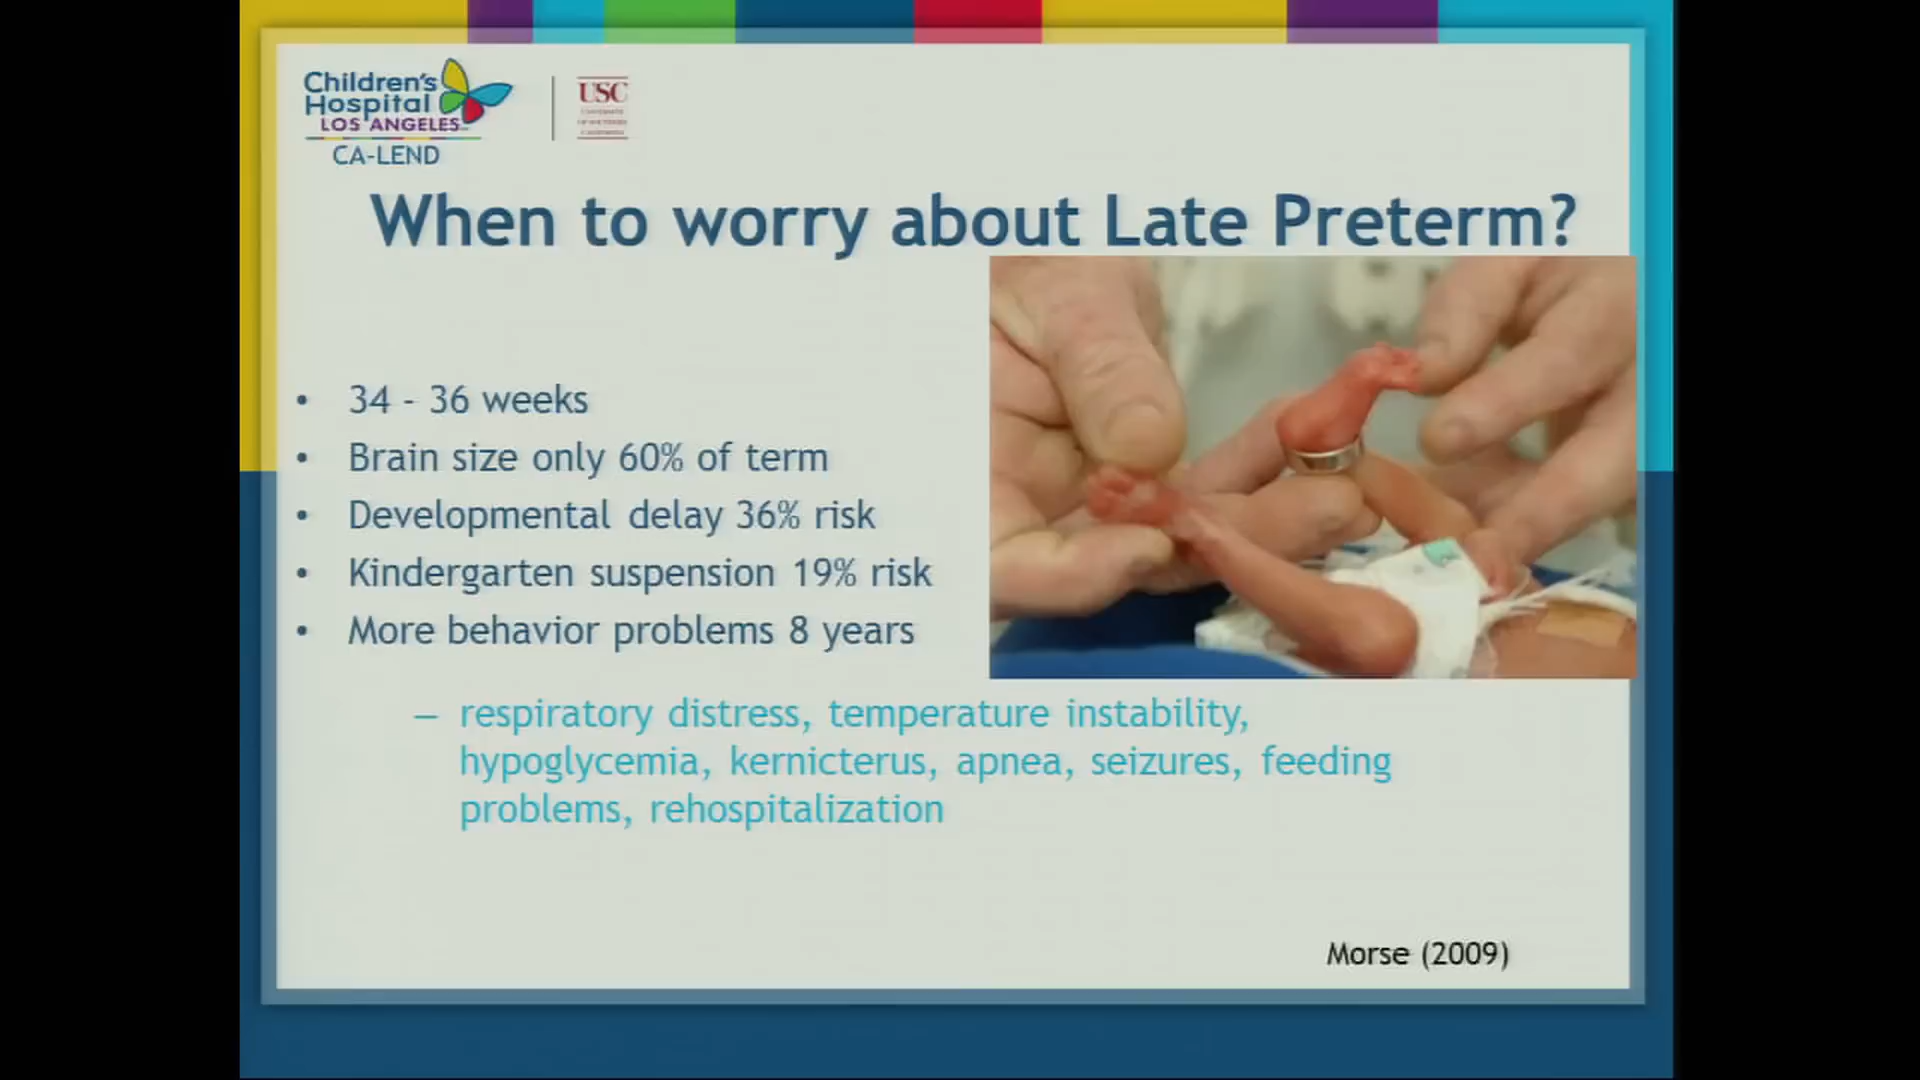 Children's
Hospital
LOS ANGELES
CA-LEND
USC
When to worry about Late Preterm?
• 34 - 36 weeks
• Brain size only 60% of term
• Developmental delay 36% risk
• Kindergarten suspension 19% risk
• More behavior problems 8 years
– respiratory distress, temperature instability,
hypoglycemia, kernicterus, apnea, seizures, feeding
problems, rehospitalization
Morse (2009)